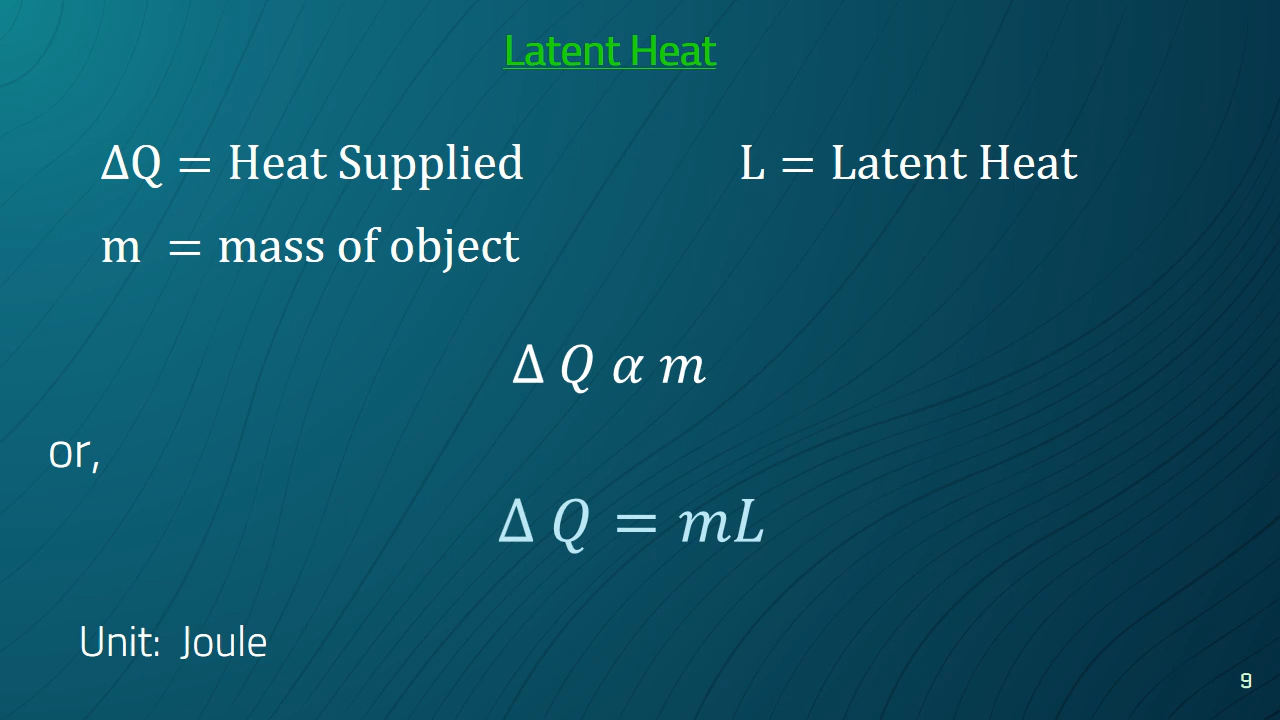 Latent Heat
ΔQ = Heat Supplied
L = Latent Heat
m = mass of object
Δ Q α m
or,
Δ Q = mL
Unit: Joule
9